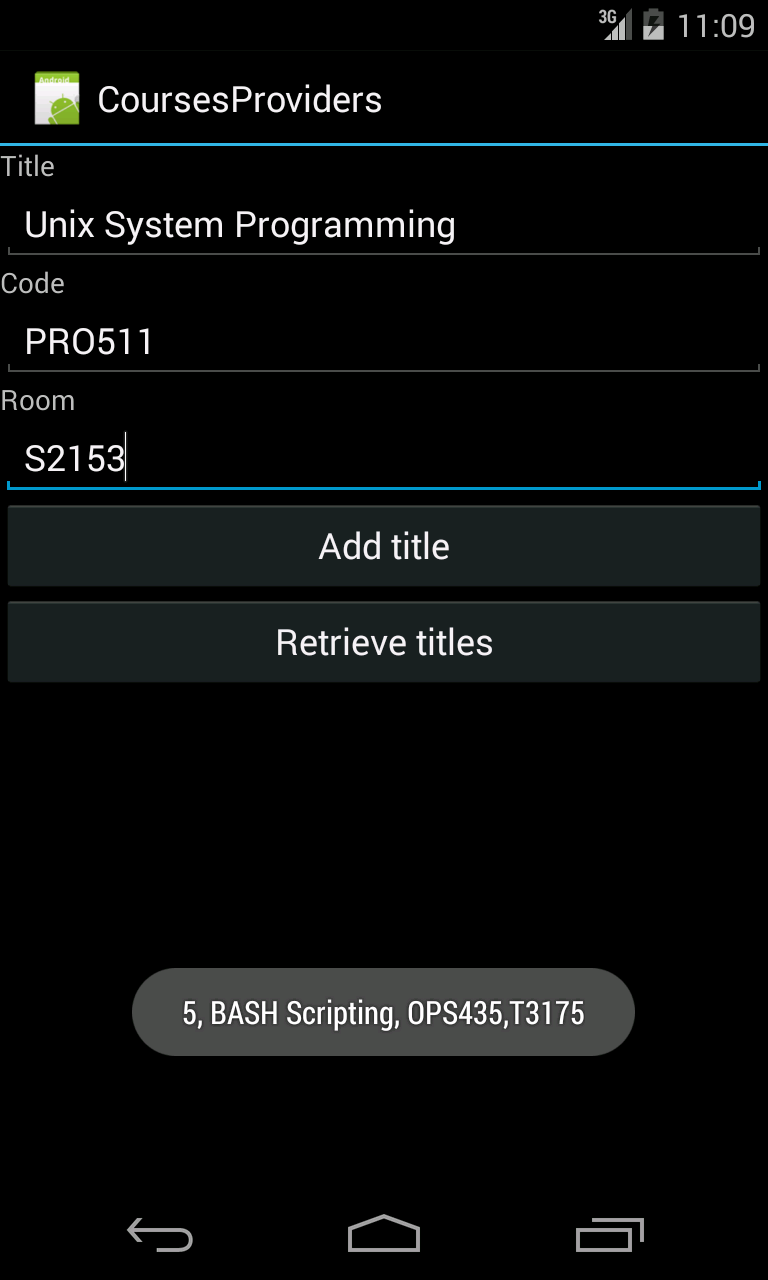 3G 11:09
Android
CoursesProviders
Title
Unix System Programming
Code
PRO511
Room
S2153
Add title
Retrieve titles
5, BASH Scripting, OPS435,T3175